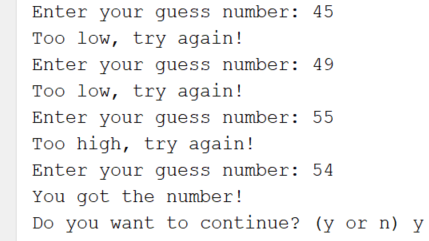 Enter your guess number: 45
Too low, try again!
Enter your guess number: 49
Too low, try again!
Enter your guess number: 55
Too high, try again!
Enter your guess number: 54
You got the number!
Do you want to continue? (y or n) y